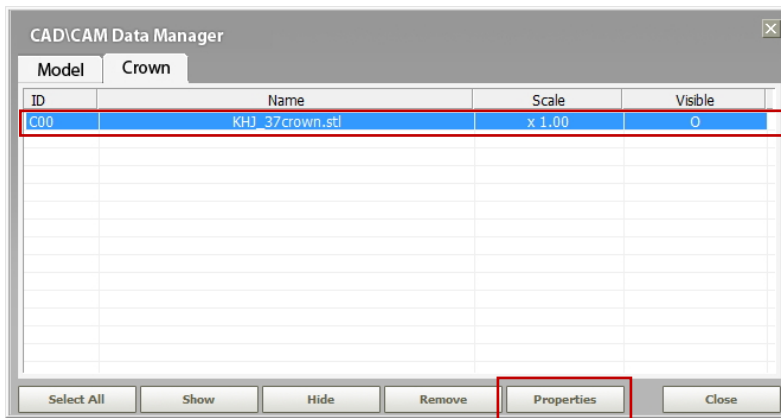 CAD\CAM Data Manager
Model Crown
ID Name Scale Visible
C00 KHJ_37crown.stl x 1.00 O
Select All Show Hide Remove Properties Close